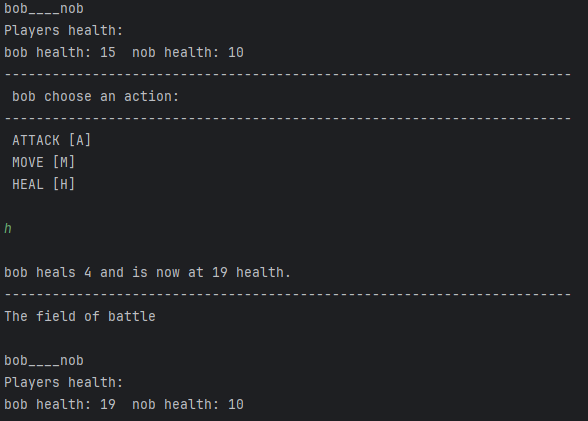 bob____nob
Players health:
bob health: 15  nob health: 10
-----------------------------------------------------------------------
 bob choose an action:
-----------------------------------------------------------------------
 ATTACK [A]
 MOVE [M]
 HEAL [H]
h
bob heals 4 and is now at 19 health.
-----------------------------------------------------------------------
The field of battle
bob____nob
Players health:
bob health: 19  nob health: 10